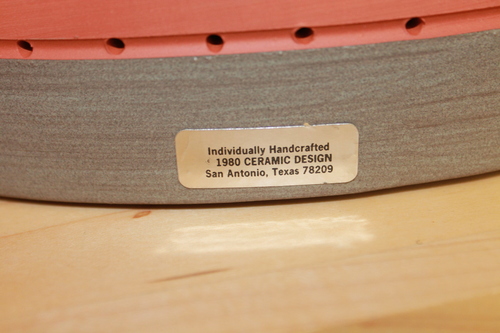 Individually Handcrafted
1980 CERAMIC DESIGN
San Antonio, Texas 78209